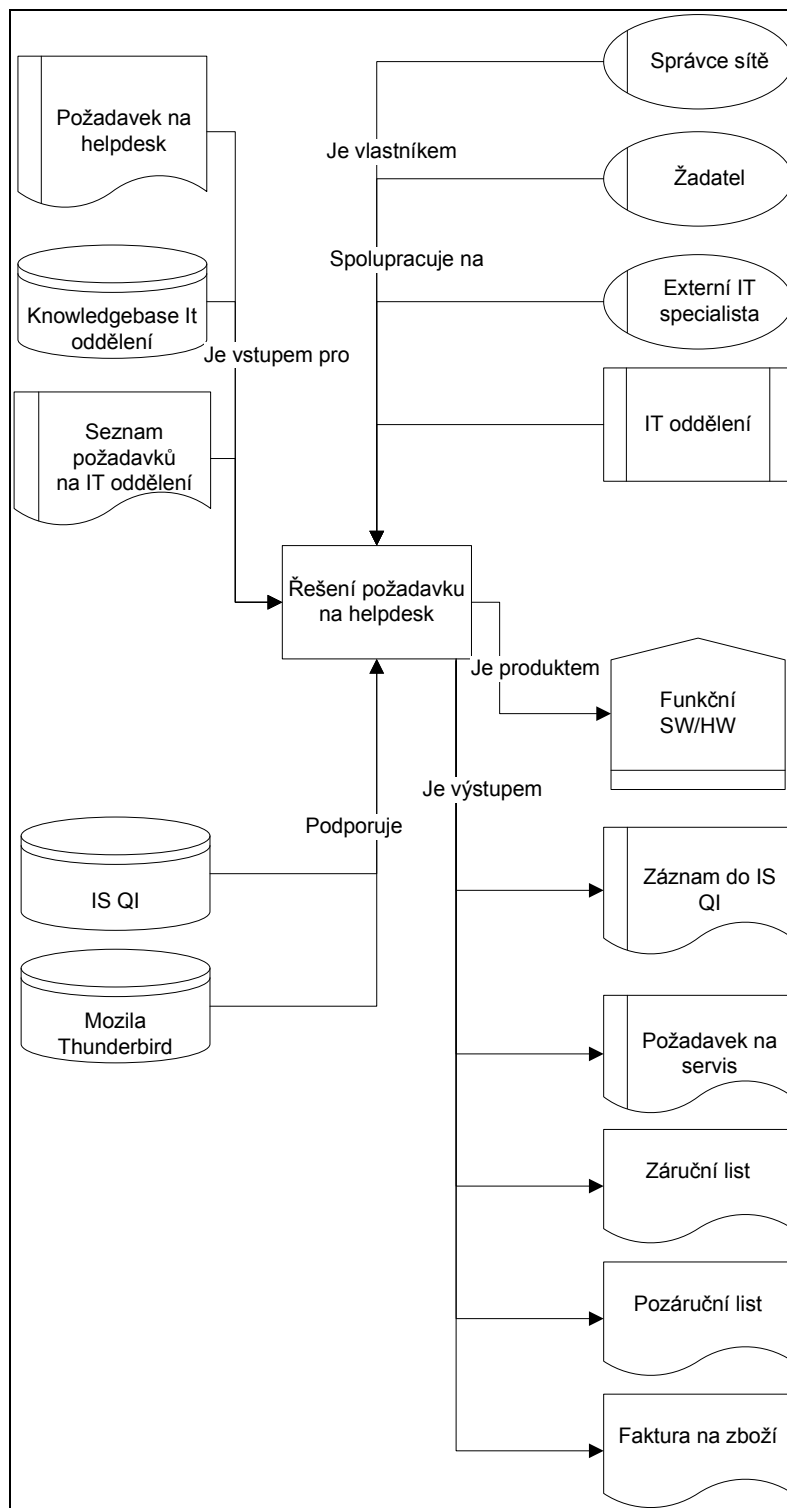 Správce sítě
Požadavek na
helpdesk
Je vlastníkem
Žadatel
Spolupracuje na
Knowledgebase It
oddělení
Externí IT
specialista
Je vstupem pro
IT oddělení
Seznam
požadavků
na IT oddělení
Řešení požadavku
na helpdesk
Je produktem
Funkční
SW/HW
Je výstupem
Podporuje
IS QI
Záznam do IS
QI
Mozila
Thunderbird
Požadavek na
servis
Záruční list
Pozáruční list
Faktura na zboží